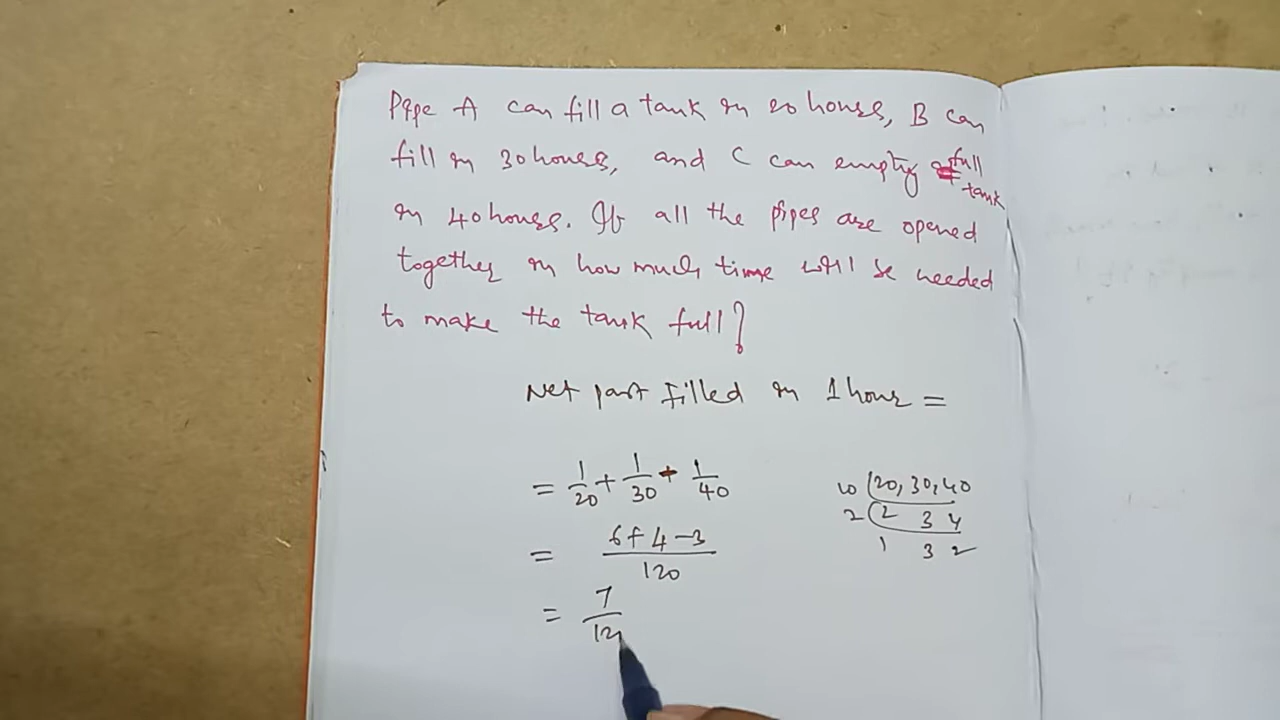 Pipe A can fill a tank in 20 hours, B can
fill in 30 hours, and C can empty full
tank
in 40 hours. If all the pipes are opened
together in how much time will be needed
to make the tank full?
Net part filled in 1 hour =
= 1/20 + 1/30 - 1/40
= 6+4-3/120
= 7/12
10 (20, 30, 40
2 (2 3 4
1 3 2